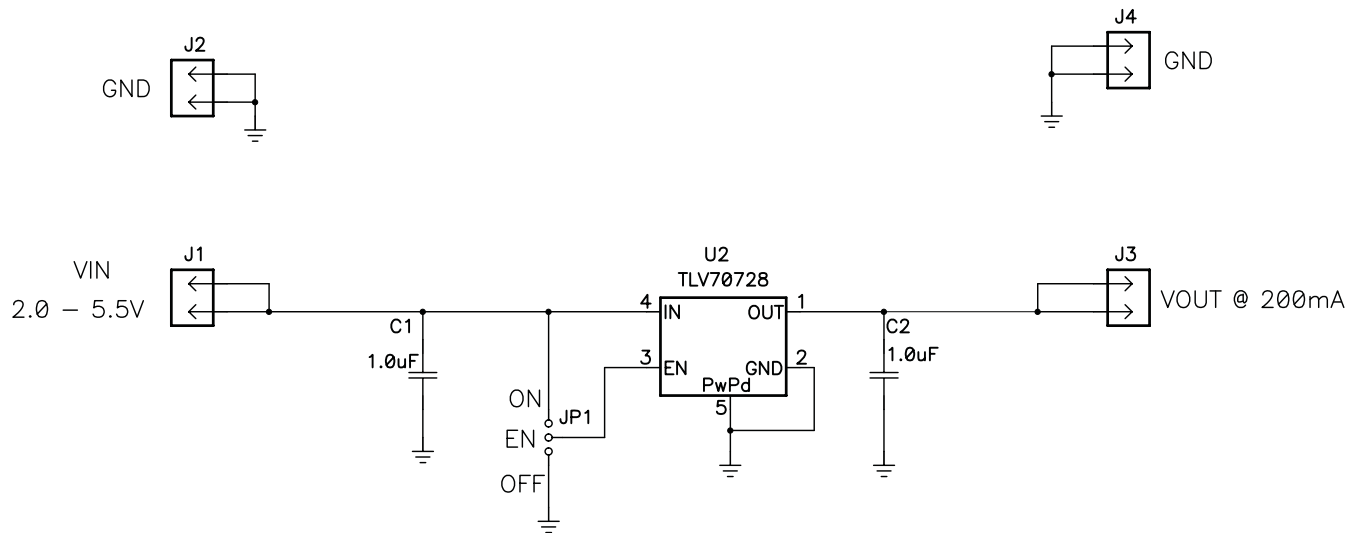 J2
GND
J4
GND
J1
VIN
2.0 – 5.5V
U2
TLV70728
J3
VOUT @ 200mA
C1
1.0uF
4
IN
OUT
1
3
EN
GND
2
PwPd
5
C2
1.0uF
ON
JP1
EN
OFF